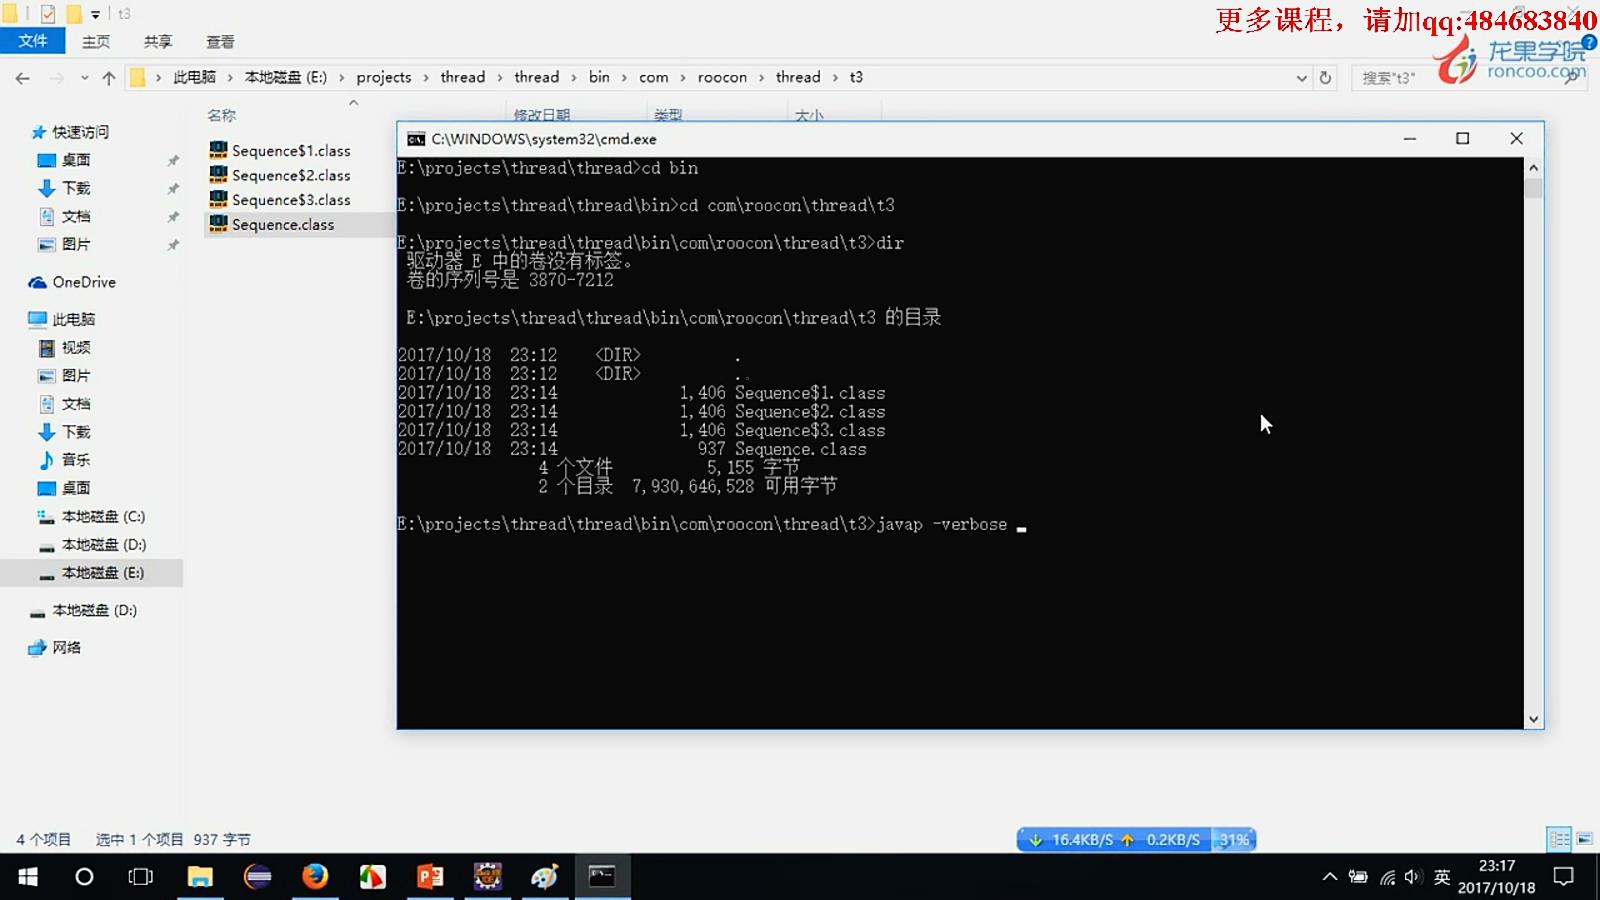 t3
更多课程，请加qq:484683840
文件 主页 共享 查看
龙果学院
roncoo.com
此电脑 › 本地磁盘 (E:) › projects › thread › thread › bin › com › roocon › thread › t3
搜索"t3"
名称 修改日期 类型 大小
快速访问
桌面
下载
文档
图片
OneDrive
此电脑
视频
图片
文档
下载
音乐
桌面
本地磁盘 (C:)
本地磁盘 (D:)
本地磁盘 (E:)
本地磁盘 (D:)
网络
Sequence$1.class
Sequence$2.class
Sequence$3.class
Sequence.class
C:\WINDOWS\system32\cmd.exe
E:\projects\thread\thread>cd bin
E:\projects\thread\thread\bin>cd com\roocon\thread\t3
E:\projects\thread\thread\bin\com\roocon\thread\t3>dir
驱动器 E 中的卷没有标签。
卷的序列号是 3870-7212
E:\projects\thread\thread\bin\com\roocon\thread\t3 的目录
2017/10/18 23:12 <DIR> .
2017/10/18 23:12 <DIR> ..
2017/10/18 23:14 1,406 Sequence$1.class
2017/10/18 23:14 1,406 Sequence$2.class
2017/10/18 23:14 1,406 Sequence$3.class
2017/10/18 23:14 937 Sequence.class
4 个文件 5,155 字节
2 个目录 7,930,646,528 可用字节
E:\projects\thread\thread\bin\com\roocon\thread\t3>javap -verbose
4 个项目 选中 1 个项目 937 字节
16.4KB/S 0.2KB/S 31%
英
23:17
2017/10/18